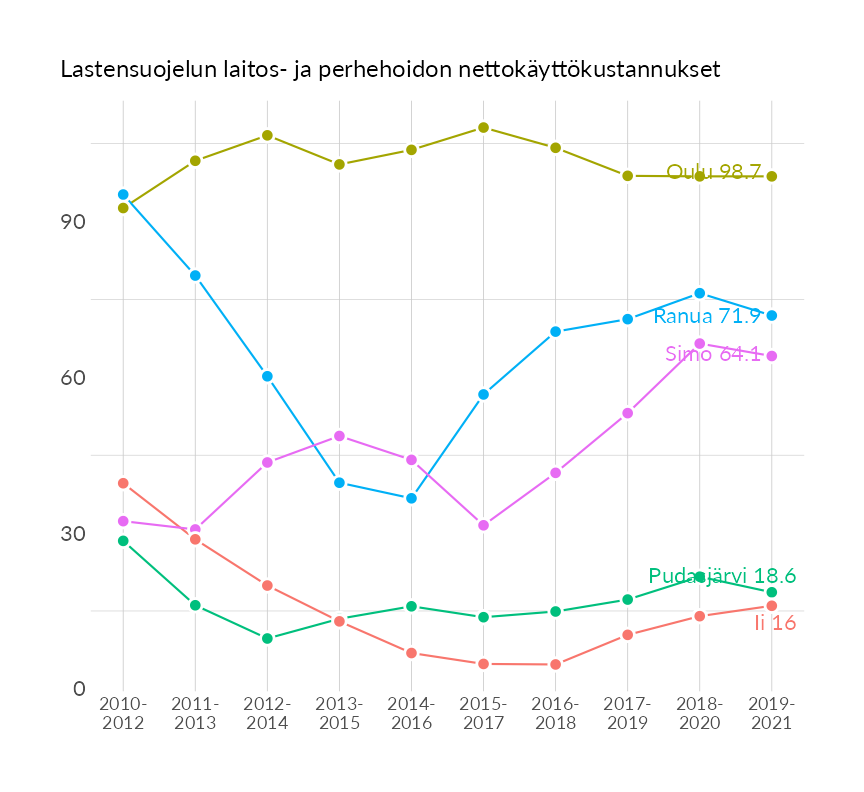 Lastensuojelun laitos- ja perhehoidon nettokäyttökustannukset
Oulu 98.7
90
Ranua 71.9
Simo 64.1
60
30
Pudasjärvi 18.6
Ii 16
0
2010- 2011- 2012- 2013- 2014- 2015- 2016- 2017- 2018- 2019-
2012 2013 2014 2015 2016 2017 2018 2019 2020 2021